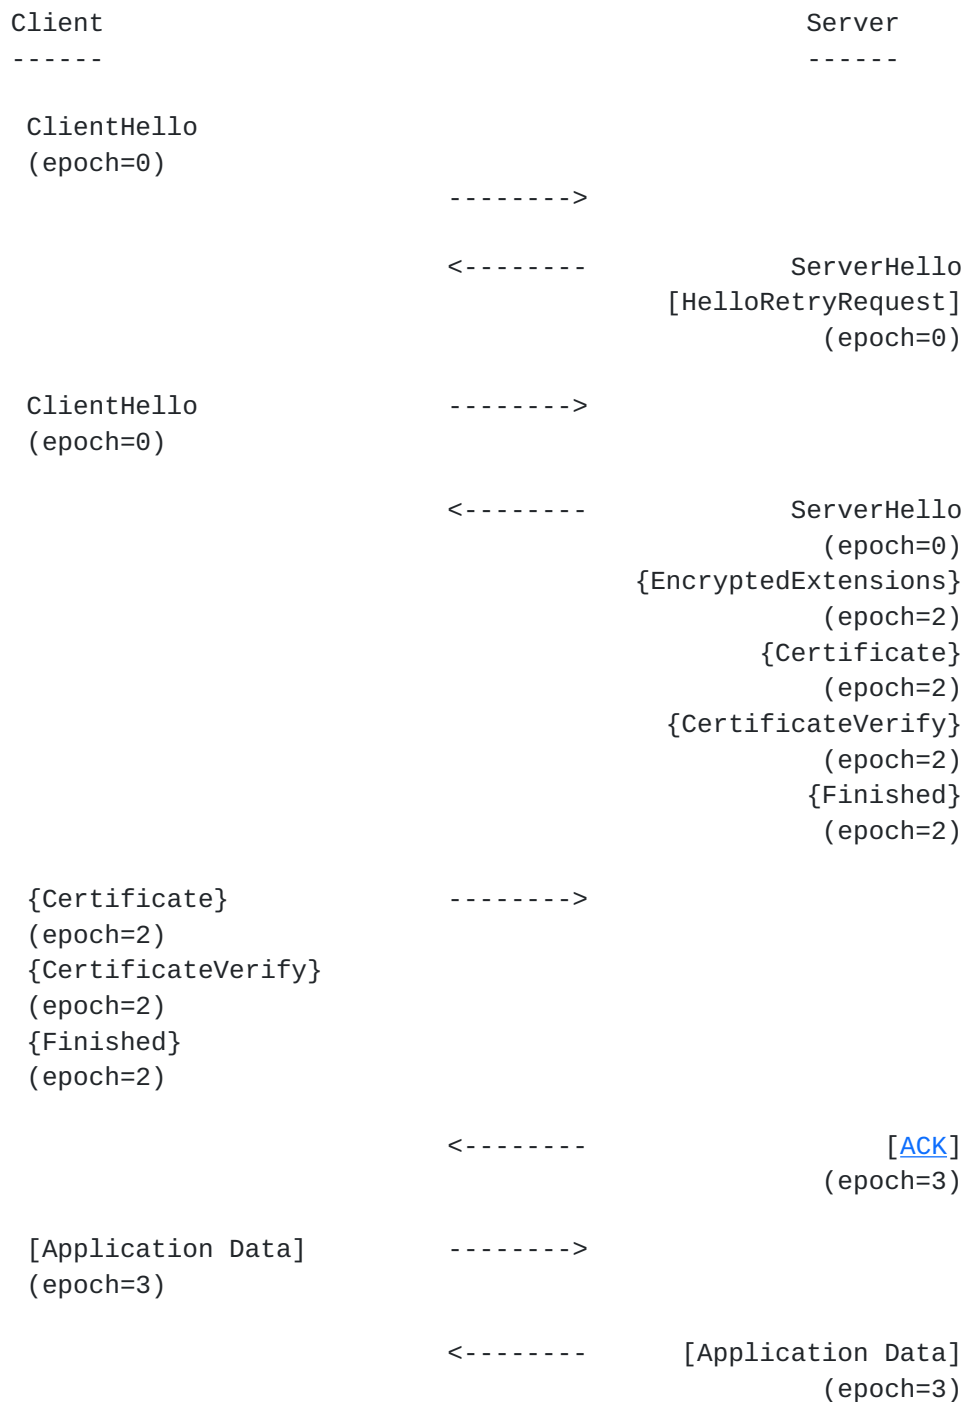 Client                                             Server
------                                             ------
ClientHello
(epoch=0)
-------->
<--------             ServerHello
[HelloRetryRequest]
(epoch=0)
ClientHello                -------->
(epoch=0)
<--------             ServerHello
(epoch=0)
{EncryptedExtensions}
(epoch=2)
{Certificate}
(epoch=2)
{CertificateVerify}
(epoch=2)
{Finished}
(epoch=2)
{Certificate}              -------->
(epoch=2)
{CertificateVerify}
(epoch=2)
{Finished}
(epoch=2)
<--------                   [ACK]
(epoch=3)
[Application Data]         -------->
(epoch=3)
<--------      [Application Data]
(epoch=3)